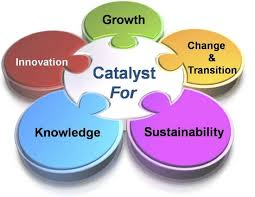 Growth
Innovation
Change
&
Transition
Catalyst
For
Knowledge
Sustainability